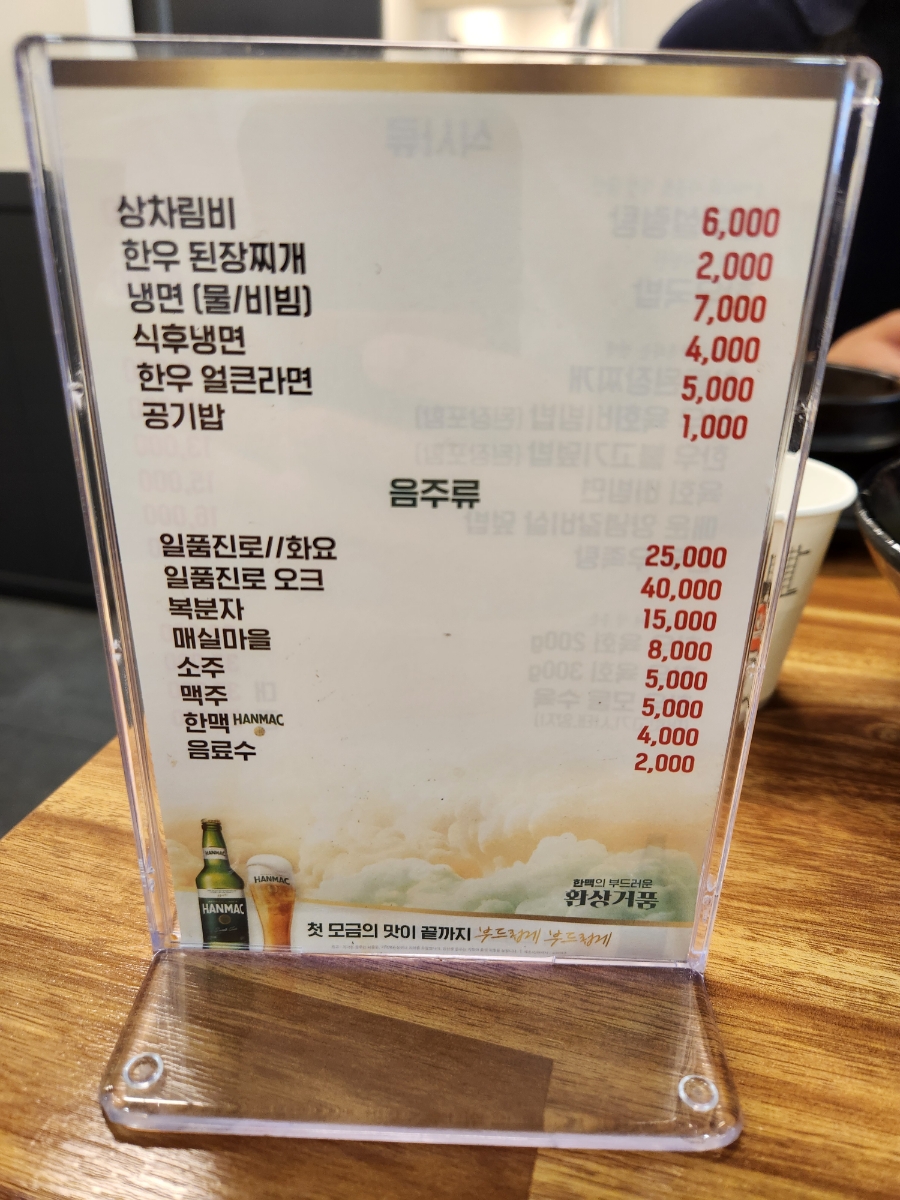 상차림비 6,000
한우 된장찌개 2,000
냉면 (물/비빔) 7,000
식후냉면 4,000
한우 얼큰라면 5,000
공기밥 1,000
음주류
일품진로//화요 25,000
일품진로 오크 40,000
복분자 15,000
매실마을 8,000
소주 5,000
맥주 5,000
한맥 HANMAC 4,000
음료수 2,000
HANMAC
HANMAC
HANMAC
한맥의 부드러운
환상거품
첫 모금의 맛이 끝까지 부드럽게 부드럽게